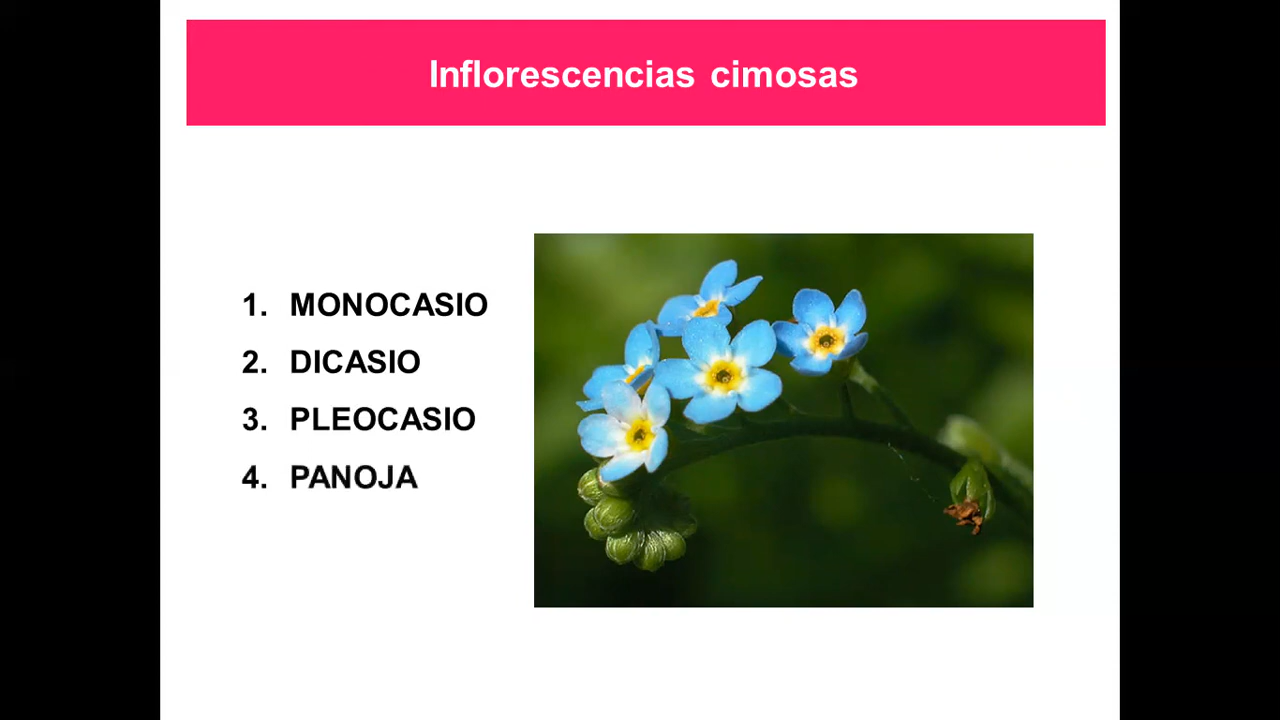 Inflorescencias cimosas
1. MONOCASIO
2. DICASIO
3. PLEOCASIO
4. PANOJA